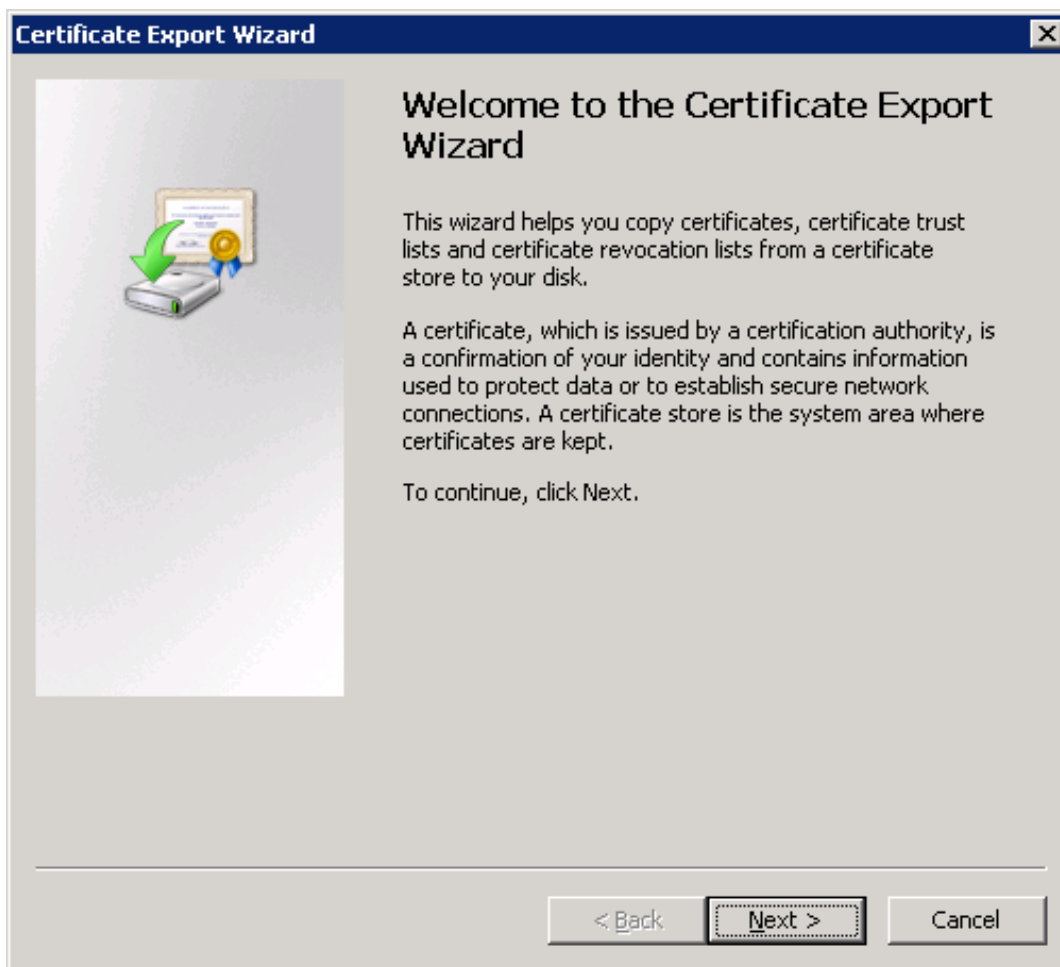 Certificate Export Wizard
Welcome to the Certificate Export
Wizard
This wizard helps you copy certificates, certificate trust
lists and certificate revocation lists from a certificate
store to your disk.
A certificate, which is issued by a certification authority, is
a confirmation of your identity and contains information
used to protect data or to establish secure network
connections. A certificate store is the system area where
certificates are kept.
To continue, click Next.
< Back
Next >
Cancel